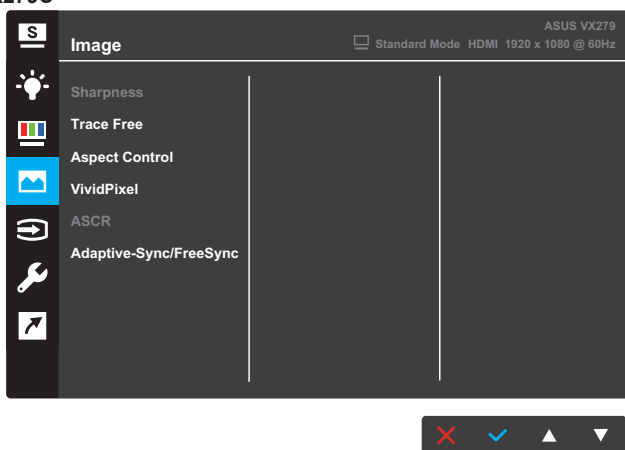 S
ASUS VX279
Image
Standard Mode HDMI 1920 x 1080 @ 60Hz
Sharpness
Trace Free
Aspect Control
VividPixel
ASCR
Adaptive-Sync/FreeSync